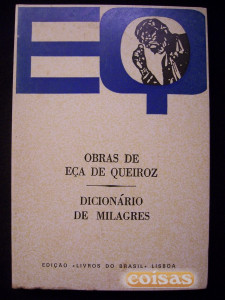 EQ
OBRAS DE
EÇA DE QUEIROZ
DICIONÁRIO
DE MILAGRES
EDIÇÃO «LIVROS DO BRASIL» LISBOA
coisas